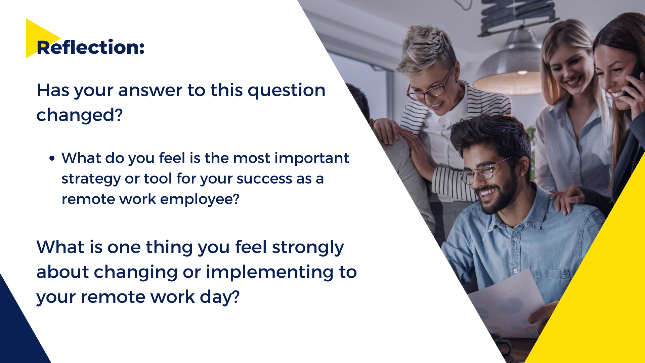 Reflection:
Has your answer to this question
changed?
• What do you feel is the most important
strategy or tool for your success as a
remote work employee?
What is one thing you feel strongly
about changing or implementing to
your remote work day?